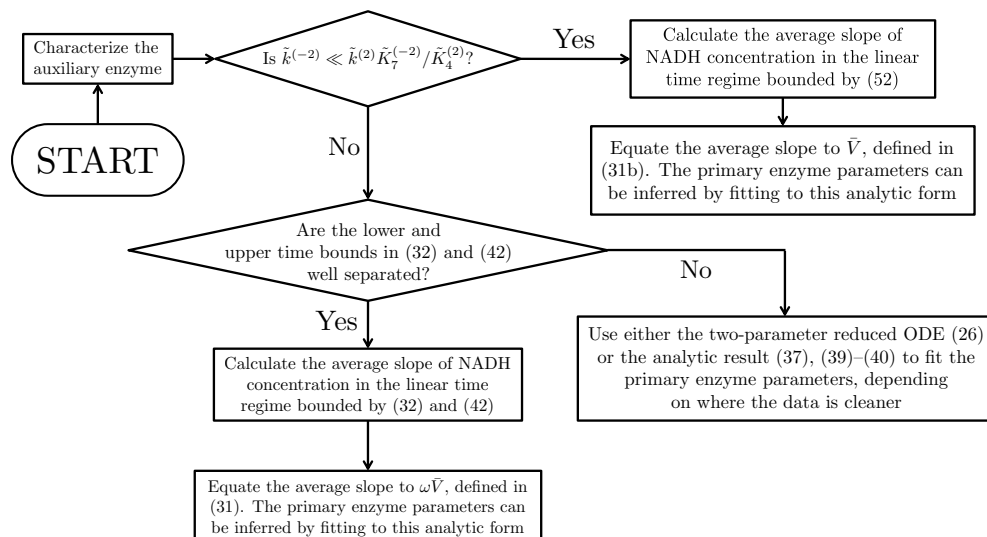 START
Characterize the
auxiliary enzyme
Is k̃⁽⁻²⁾ ≪ k̃⁽²⁾K̃₇⁽⁻²⁾/K̃₄⁽²⁾?
Yes
Calculate the average slope of
NADH concentration in the linear
time regime bounded by (52)
Equate the average slope to V̄, defined in
(31b). The primary enzyme parameters can
be inferred by fitting to this analytic form
No
Are the lower and
upper time bounds in (32) and (42)
well separated?
No
Use either the two-parameter reduced ODE (26)
or the analytic result (37), (39)–(40) to fit the
primary enzyme parameters, depending
on where the data is cleaner
Yes
Calculate the average slope of NADH
concentration in the linear time
regime bounded by (32) and (42)
Equate the average slope to ωV̄, defined in
(31). The primary enzyme parameters can
be inferred by fitting to this analytic form